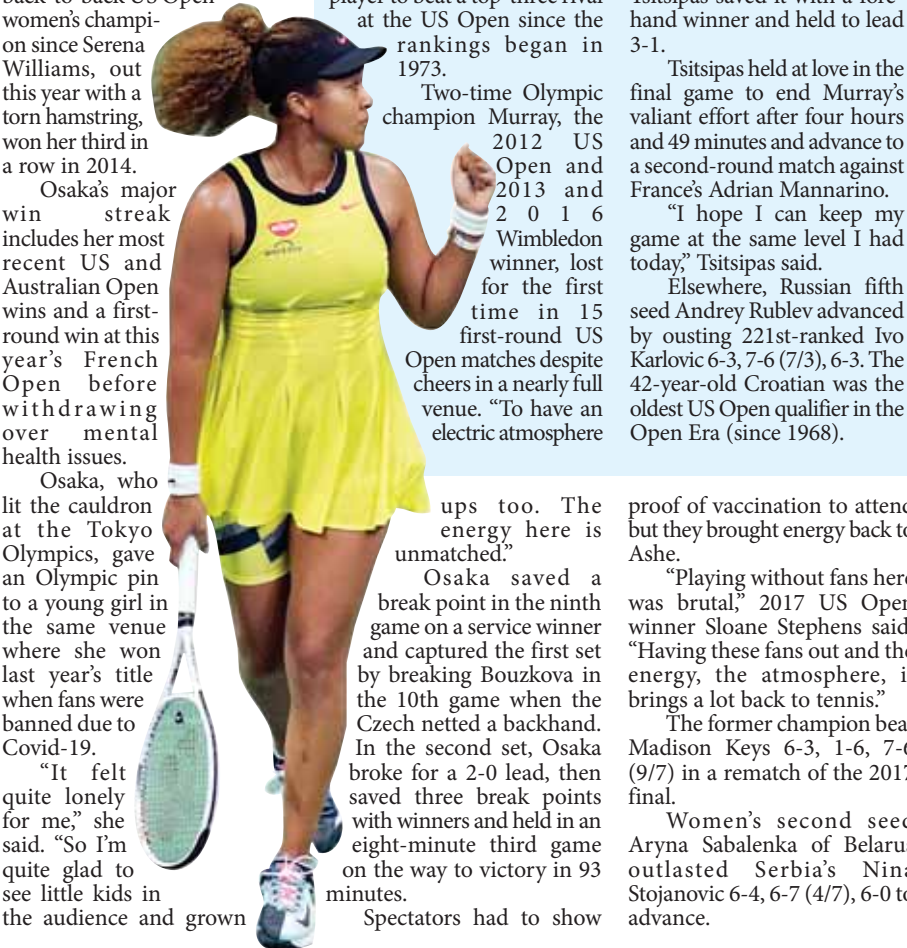 back-to-back US Open
women's champi-
on since Serena
Williams, out
this year with a
torn hamstring,
won her third in
a row in 2014.
Osaka's major
win streak
includes her most
recent US and
Australian Open
wins and a first-
round win at this
year's French
Open before
withdrawing
over mental
health issues.
Osaka, who
lit the cauldron
at the Tokyo
Olympics, gave
an Olympic pin
to a young girl in
the same venue
where she won
last year's title
when fans were
banned due to
Covid-19.
"It felt
quite lonely
for me," she
said. "So I'm
quite glad to
see little kids in
the audience and grown
ups too. The
energy here is
unmatched."
Osaka saved a
break point in the ninth
game on a service winner
and captured the first set
by breaking Bouzkova in
the 10th game when the
Czech netted a backhand.
In the second set, Osaka
broke for a 2-0 lead, then
saved three break points
with winners and held in an
eight-minute third game
on the way to victory in 93
minutes.
Spectators had to show
proof of vaccination to attend
but they brought energy back to
Ashe.
"Playing without fans here
was brutal," 2017 US Open
winner Sloane Stephens said
"Having these fans out and the
energy, the atmosphere, i
brings a lot back to tennis."
The former champion bea
Madison Keys 6-3, 1-6, 7-6
(9/7) in a rematch of the 2017
final.
Women's second seed
Aryna Sabalenka of Belarus
outlasted Serbia's Nina
Stojanovic 6-4, 6-7 (4/7), 6-0 to
advance.
player to beat a top-three rival
at the US Open since the
rankings began in
1973.
Two-time Olympic
champion Murray, the
2012 US
Open and
2013 and
2016
Wimbledon
winner, lost
for the first
time in 15
first-round US
Open matches despite
cheers in a nearly full
venue. "To have an
electric atmosphere
Tsitsipas saved it with a fore-
hand winner and held to lead
3-1.
Tsitsipas held at love in the
final game to end Murray's
valiant effort after four hours
and 49 minutes and advance to
a second-round match against
France's Adrian Mannarino.
"I hope I can keep my
game at the same level I had
today," Tsitsipas said.
Elsewhere, Russian fifth
seed Andrey Rublev advanced
by ousting 221st-ranked Ivo
Karlovic 6-3, 7-6 (7/3), 6-3. The
42-year-old Croatian was the
oldest US Open qualifier in the
Open Era (since 1968).